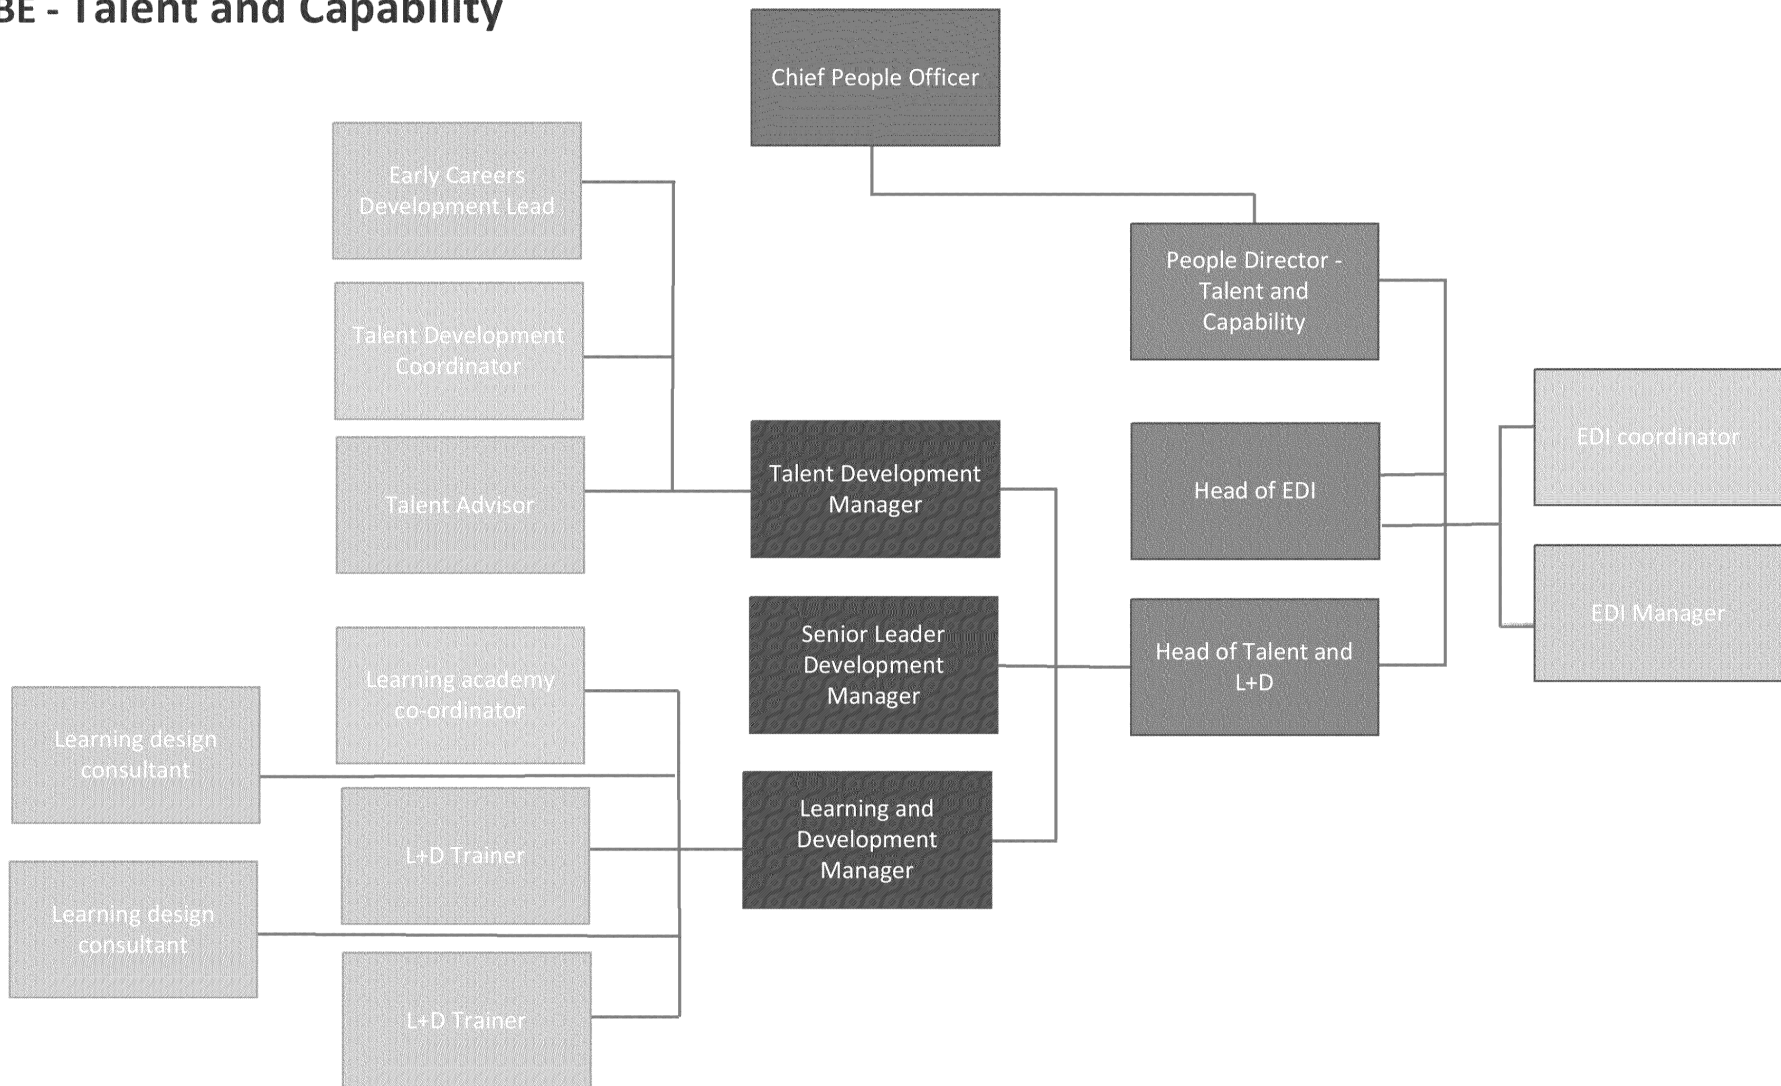 BE - Talent and Capability
Chief People Officer
Early Careers
Development Lead
People Director -
Talent and
Capability
Talent Development
Coordinator
EDI coordinator
Talent Development
Manager
Head of EDI
Talent Advisor
EDI Manager
Senior Leader
Development
Manager
Head of Talent and
L+D
Learning academy
co-ordinator
Learning design
consultant
Learning and
Development
Manager
L+D Trainer
Learning design
consultant
L+D Trainer